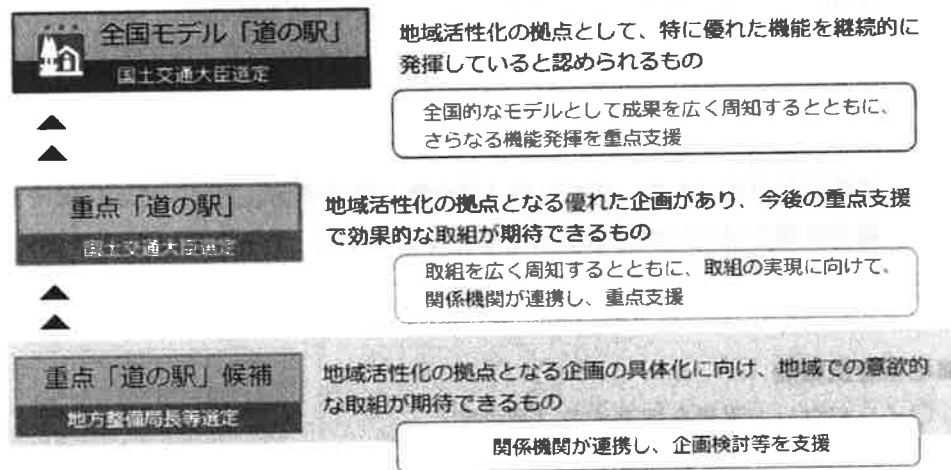 全国モデル「道の駅」
国土交通大臣選定
地域活性化の拠点として、特に優れた機能を継続的に
発揮していると認められるもの
全国的なモデルとして成果を広く周知するとともに、
さらなる機能発揮を重点支援
重点「道の駅」
国土交通大臣選定
地域活性化の拠点となる優れた企画があり、今後の重点支援
で効果的な取組が期待できるもの
取組を広く周知するとともに、取組の実現に向けて、
関係機関が連携し、重点支援
重点「道の駅」候補
地方整備局長等選定
地域活性化の拠点となる企画の具体化に向け、地域での意欲的
な取組が期待できるもの
関係機関が連携し、企画検討等を支援